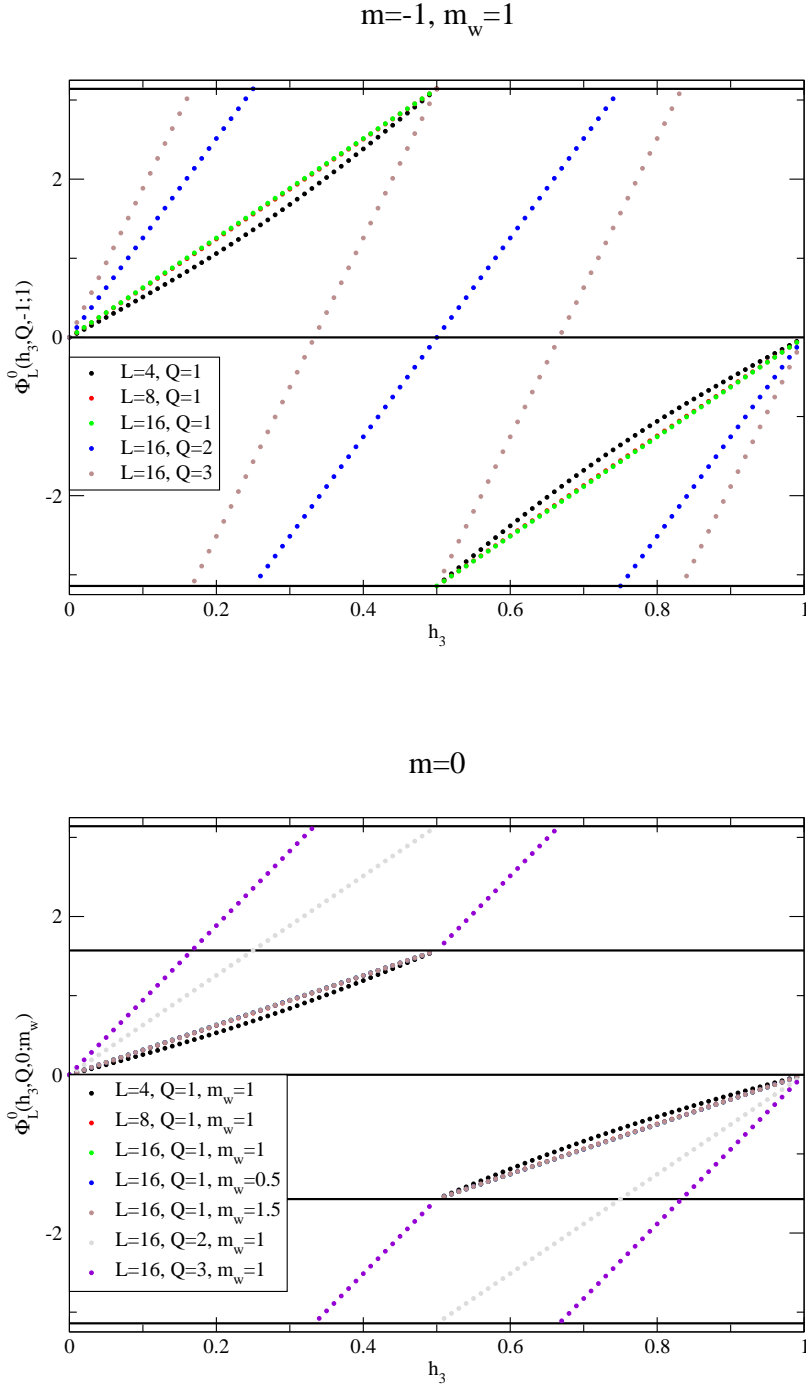 m=-1, m_w=1
2
0
-2
Φ_L^0(h_3,Q,-1;1)
L=4, Q=1
L=8, Q=1
L=16, Q=1
L=16, Q=2
L=16, Q=3
0 0.2 0.4 0.6 0.8 1
h_3
m=0
2
0
-2
Φ_L^0(h_3,Q,0;m_w)
L=4, Q=1, m_w=1
L=8, Q=1, m_w=1
L=16, Q=1, m_w=1
L=16, Q=1, m_w=0.5
L=16, Q=1, m_w=1.5
L=16, Q=2, m_w=1
L=16, Q=3, m_w=1
0 0.2 0.4 0.6 0.8 1
h_3